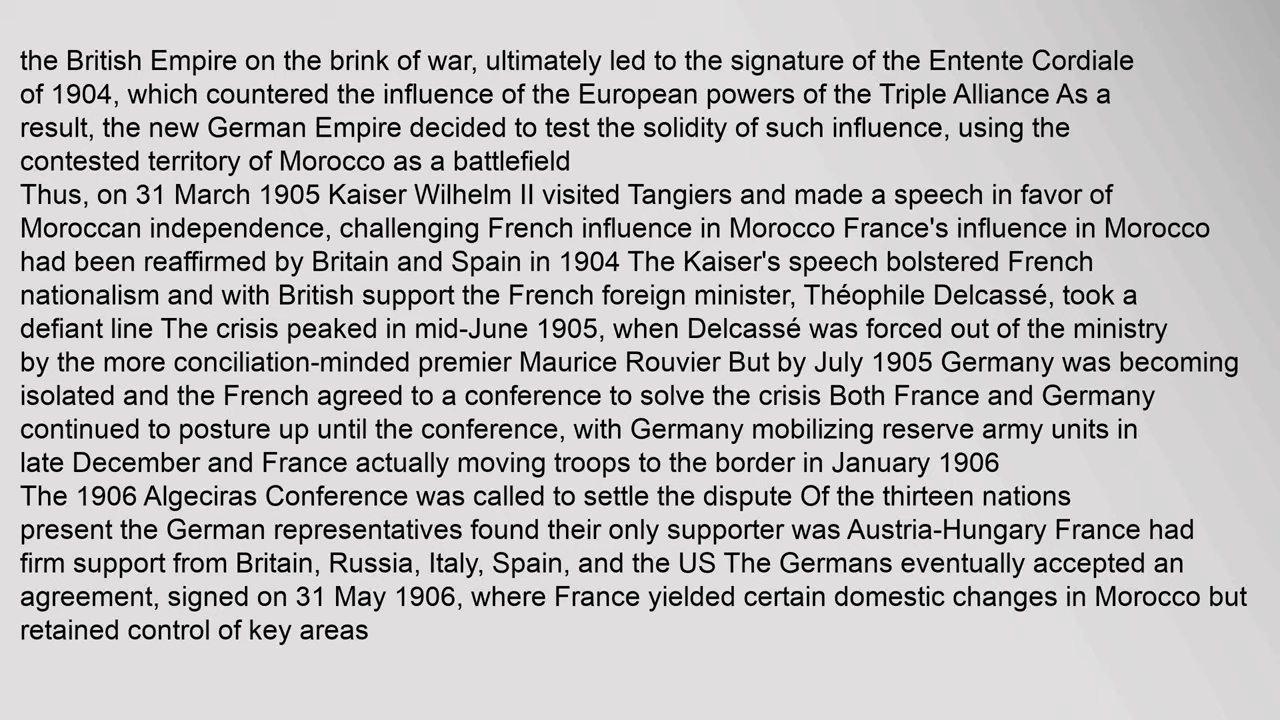 the British Empire on the brink of war, ultimately led to the signature of the Entente Cordiale
of 1904, which countered the influence of the European powers of the Triple Alliance As a
result, the new German Empire decided to test the solidity of such influence, using the
contested territory of Morocco as a battlefield
Thus, on 31 March 1905 Kaiser Wilhelm II visited Tangiers and made a speech in favor of
Moroccan independence, challenging French influence in Morocco France's influence in Morocco
had been reaffirmed by Britain and Spain in 1904 The Kaiser's speech bolstered French
nationalism and with British support the French foreign minister, Théophile Delcassé, took a
defiant line The crisis peaked in mid-June 1905, when Delcassé was forced out of the ministry
by the more conciliation-minded premier Maurice Rouvier But by July 1905 Germany was becoming
isolated and the French agreed to a conference to solve the crisis Both France and Germany
continued to posture up until the conference, with Germany mobilizing reserve army units in
late December and France actually moving troops to the border in January 1906
The 1906 Algeciras Conference was called to settle the dispute Of the thirteen nations
present the German representatives found their only supporter was Austria-Hungary France had
firm support from Britain, Russia, Italy, Spain, and the US The Germans eventually accepted an
agreement, signed on 31 May 1906, where France yielded certain domestic changes in Morocco but
retained control of key areas